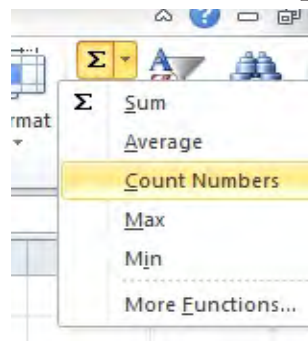 Σ
rmat
Σ Sum
Average
Count Numbers
Max
Min
More Functions...